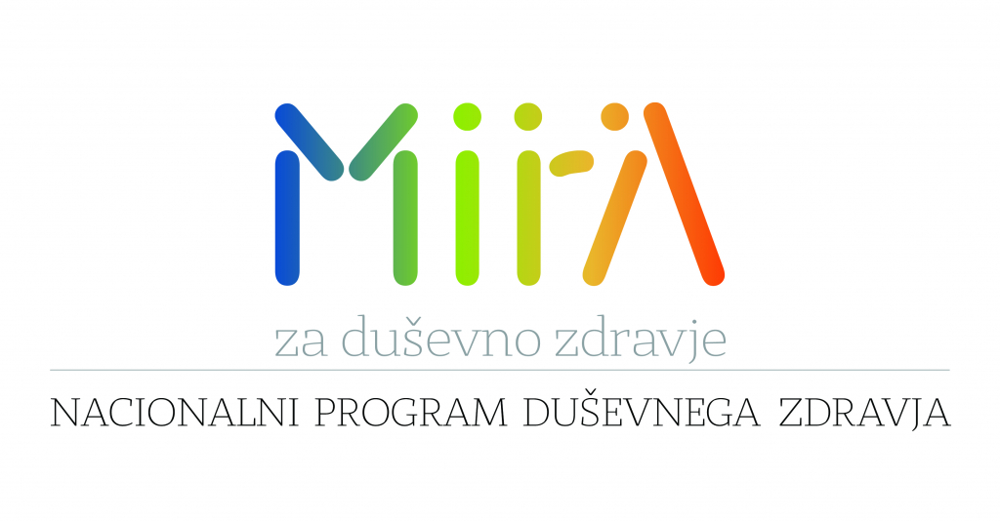 MirA
za duševno zdravje
NACIONALNI PROGRAM DUŠEVNEGA ZDRAVJA